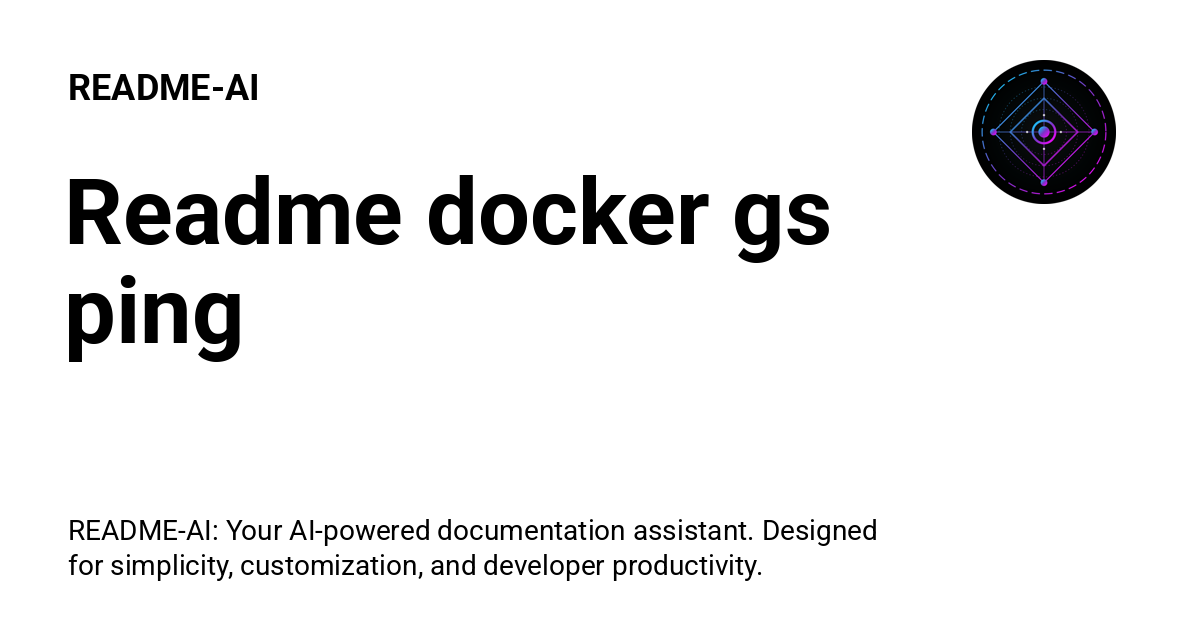 README-AI
Readme docker gs
ping
README-AI: Your AI-powered documentation assistant. Designed
for simplicity, customization, and developer productivity.